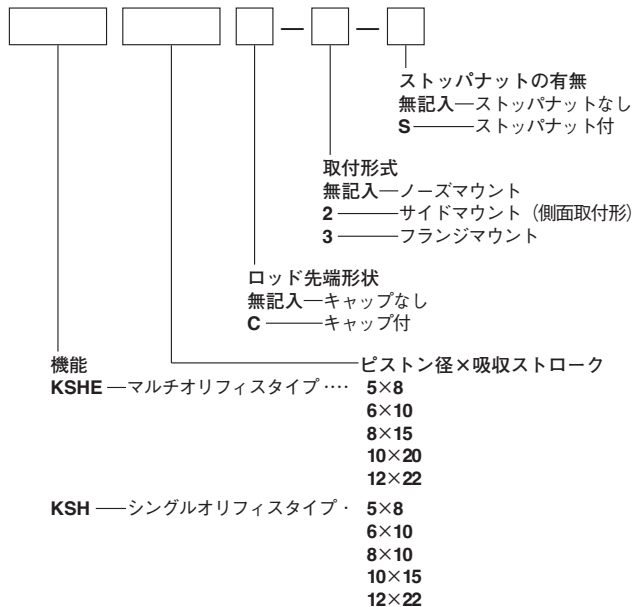 — —
ストッパナットの有無
無記入―ストッパナットなし
S―――ストッパナット付
取付形式
無記入―ノーズマウント
2―――サイドマウント（側面取付形）
3―――フランジマウント
ロッド先端形状
無記入―キャップなし
C―――キャップ付
機能
KSHE―マルチオリフィスタイプ‥‥
ピストン径×吸収ストローク
5×8
6×10
8×15
10×20
12×22
KSH――シングルオリフィスタイプ・
5×8
6×10
8×10
10×15
12×22